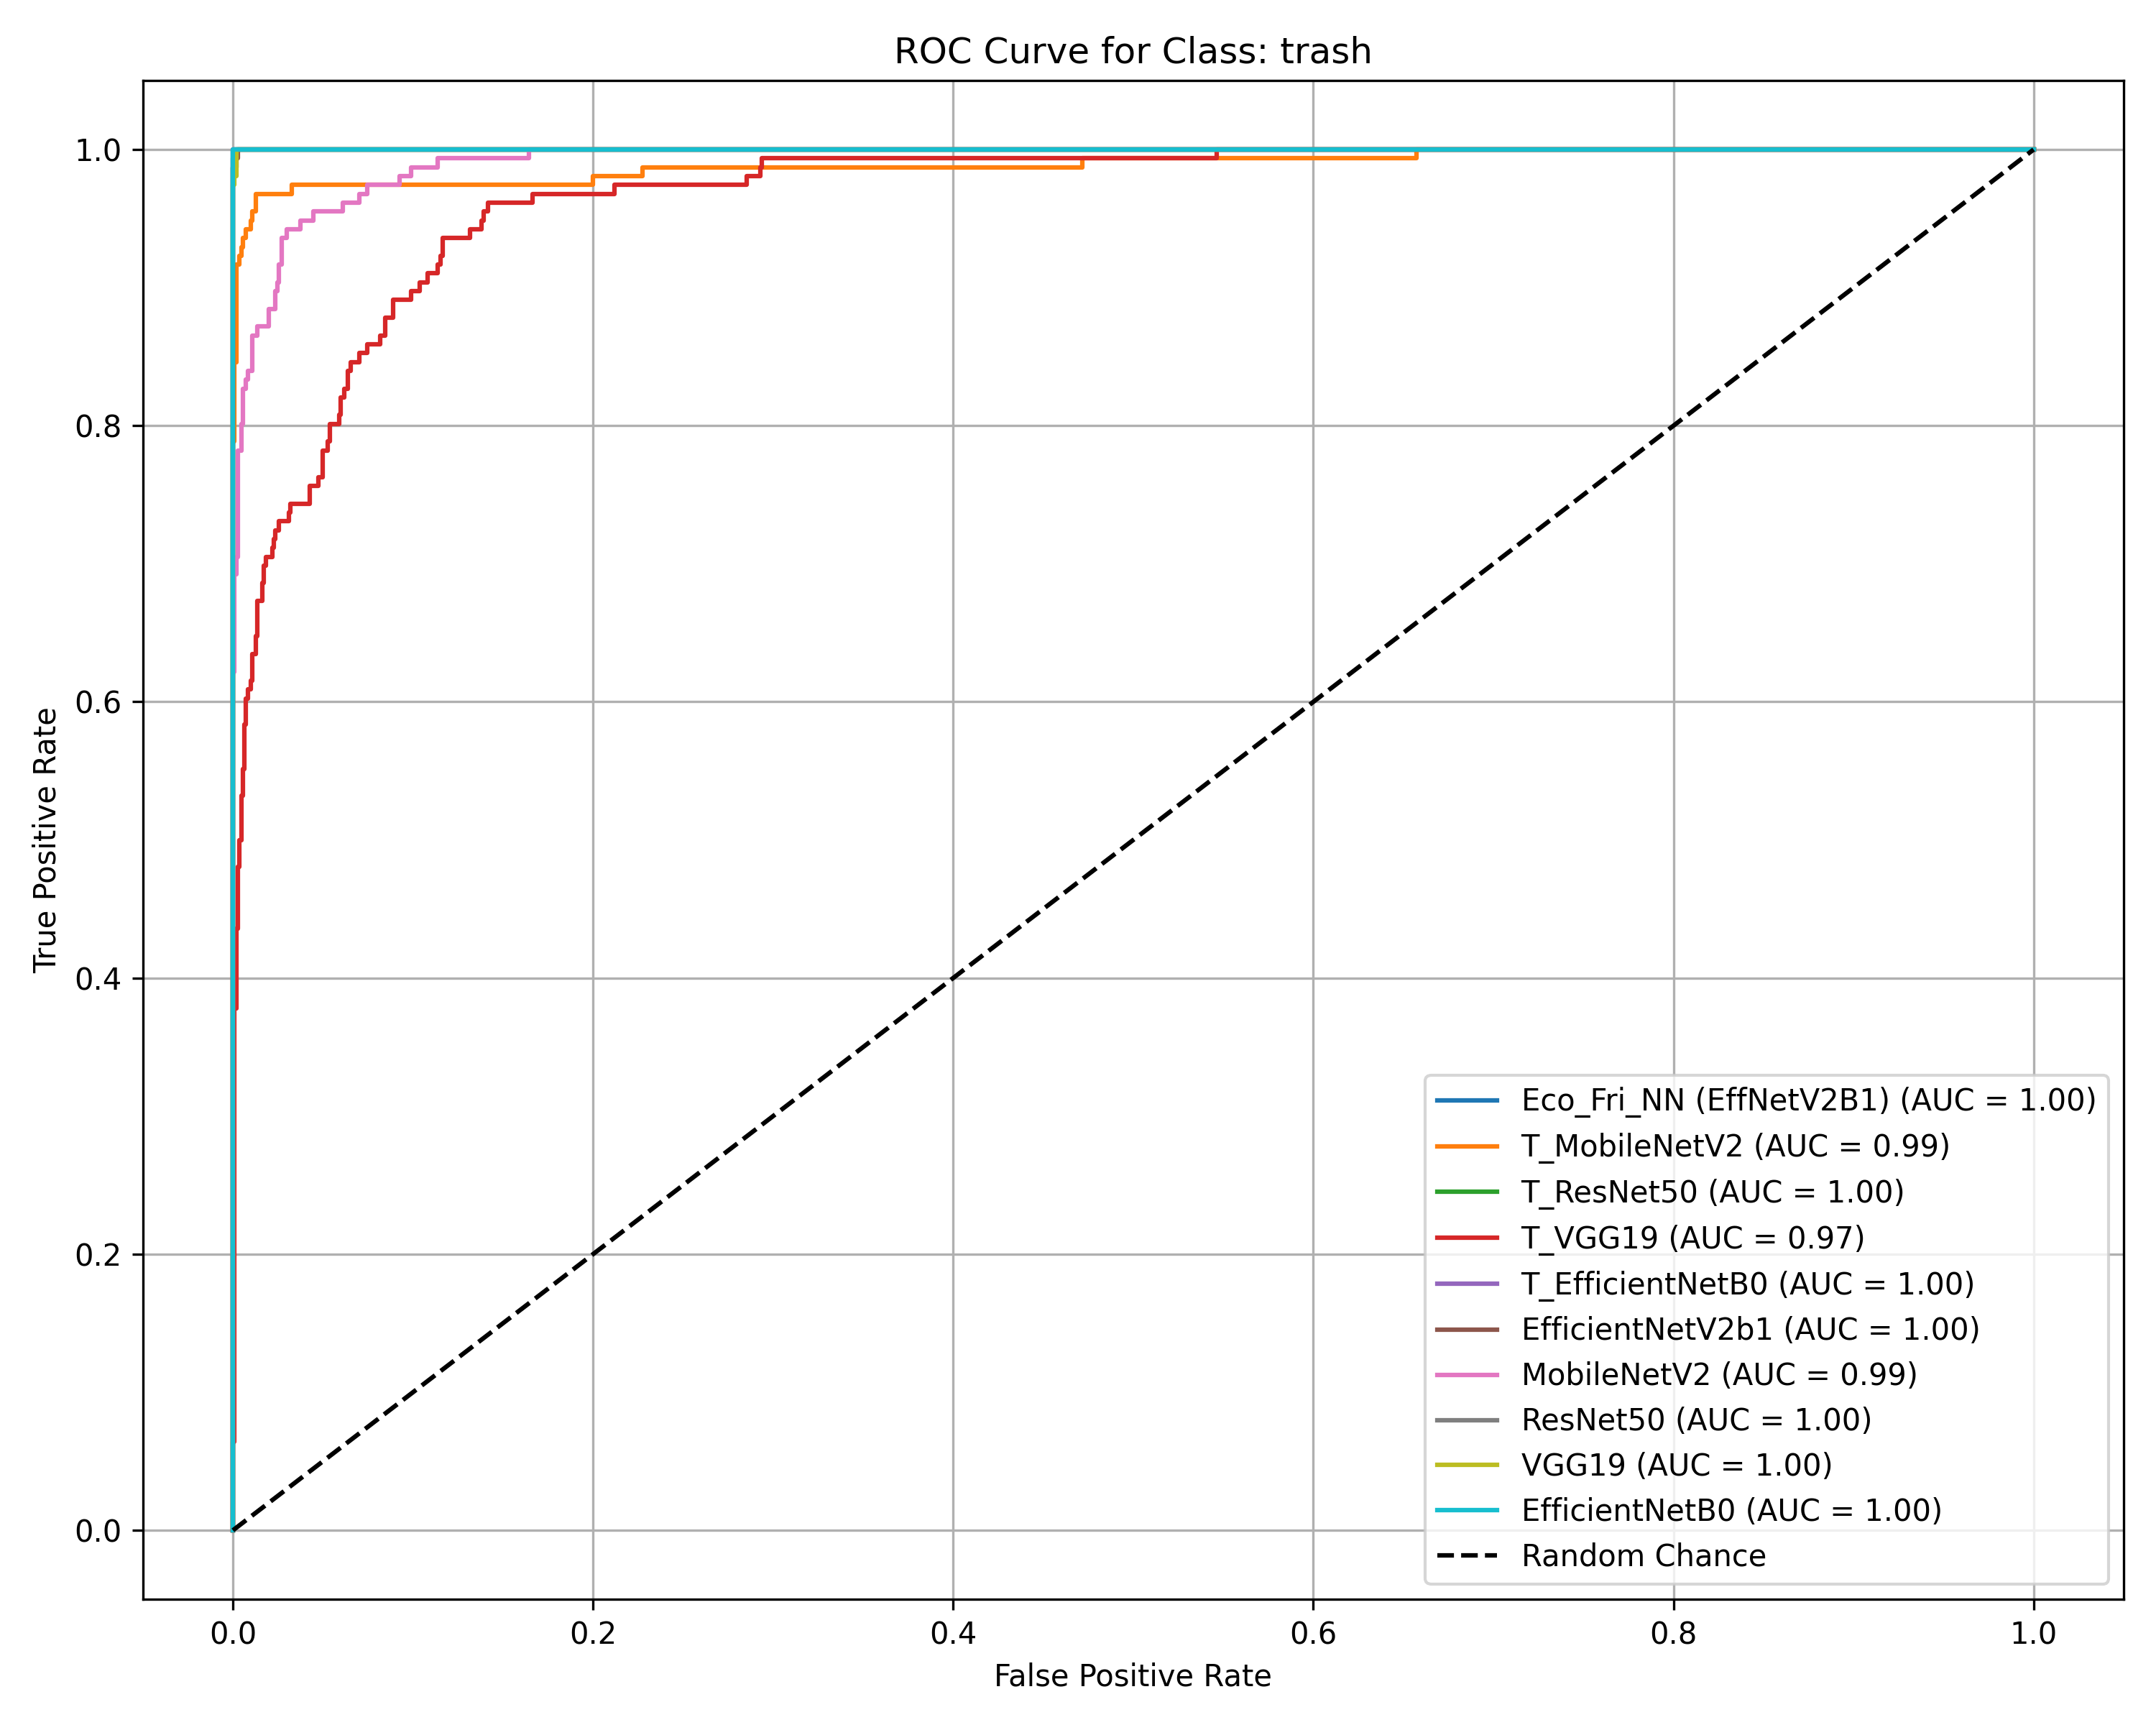 ROC Curve for Class: trash
True Positive Rate
1.0
0.8
0.6
0.4
0.2
0.0
Eco_Fri_NN (EffNetV2B1) (AUC = 1.00)
T_MobileNetV2 (AUC = 0.99)
T_ResNet50 (AUC = 1.00)
T_VGG19 (AUC = 0.97)
T_EfficientNetB0 (AUC = 1.00)
EfficientNetV2b1 (AUC = 1.00)
MobileNetV2 (AUC = 0.99)
ResNet50 (AUC = 1.00)
VGG19 (AUC = 1.00)
EfficientNetB0 (AUC = 1.00)
Random Chance
0.0 0.2 0.4 0.6 0.8 1.0
False Positive Rate